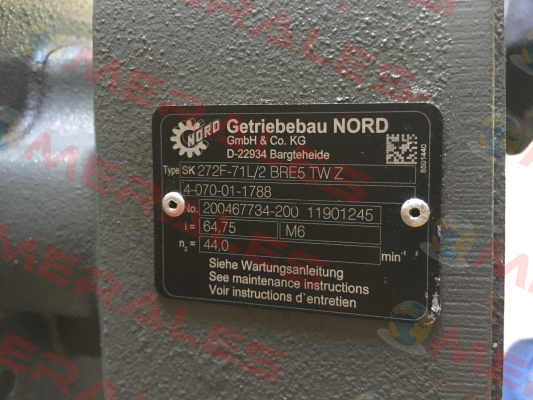 NORD
Getriebebau NORD
GmbH & Co. KG
D-22934 Bargteheide
Type SK 272F-71L/2 BRE5 TW Z
4-070-01-1788
No. 200467734-200 11901245
i = 64,75 M6
n₂ = 44,0 min⁻¹
Siehe Wartungsanleitung
See maintenance instructions
Voir instructions d`entretien
8501440
MERALES